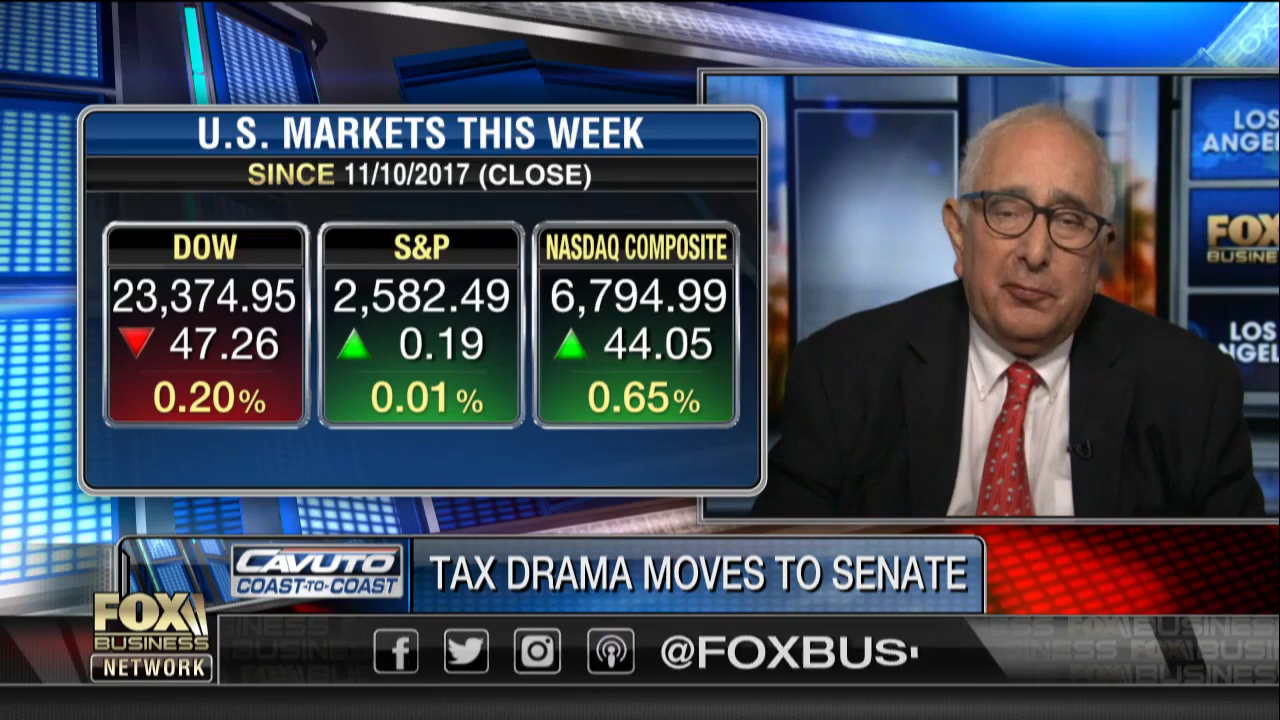 U.S. MARKETS THIS WEEK
SINCE 11/10/2017 (CLOSE)
DOW
23,374.95
47.26
0.20%
S&P
2,582.49
0.19
0.01%
NASDAQ COMPOSITE
6,794.99
44.05
0.65%
LOS
ANGEL
FOX
BUSINESS
LOS
NGEL
CAVUTO
COAST-TO-COAST
TAX DRAMA MOVES TO SENATE
FOX
BUSINESS
NETWORK
@FOXBUS